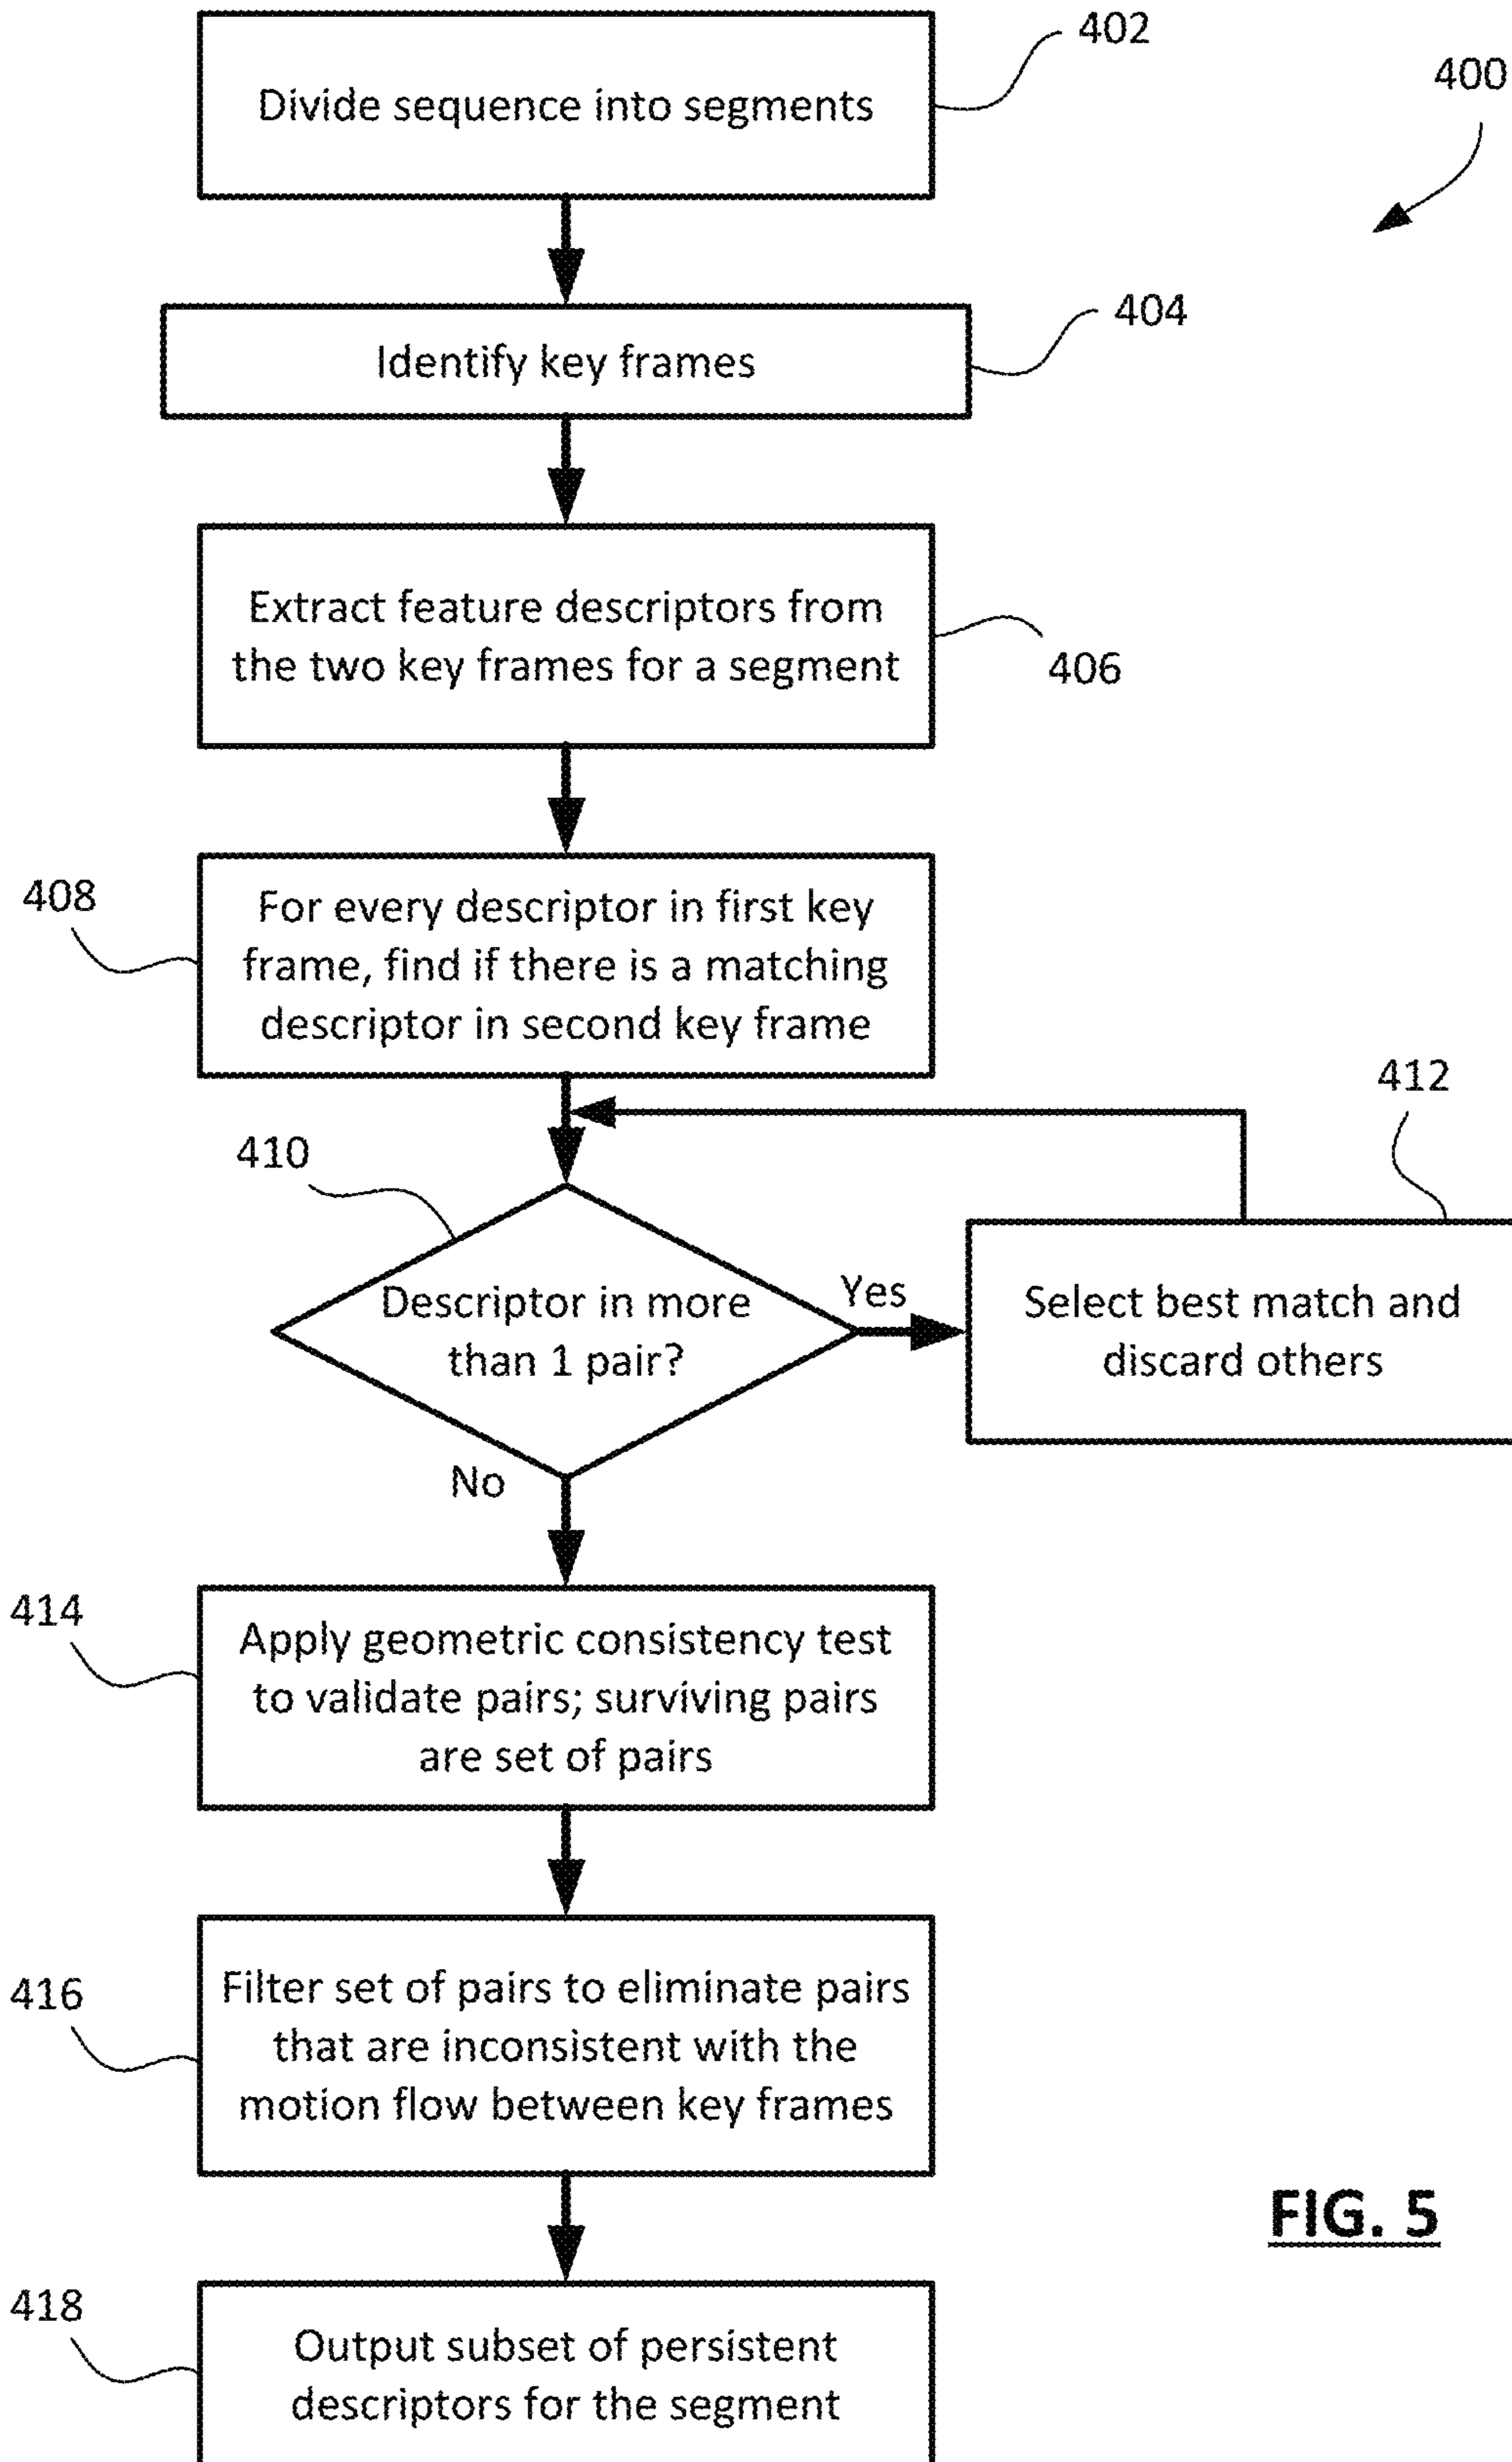 402
400
Divide sequence into segments
404
Identify key frames
Extract feature descriptors from
the two key frames for a segment
406
408
For every descriptor in first key
frame, find if there is a matching
descriptor in second key frame
412
410
Descriptor in more
than 1 pair?
Yes
Select best match and
discard others
No
414
Apply geometric consistency test
to validate pairs; surviving pairs
are set of pairs
416
Filter set of pairs to eliminate pairs
that are inconsistent with the
motion flow between key frames
FIG. 5
418
Output subset of persistent
descriptors for the segment